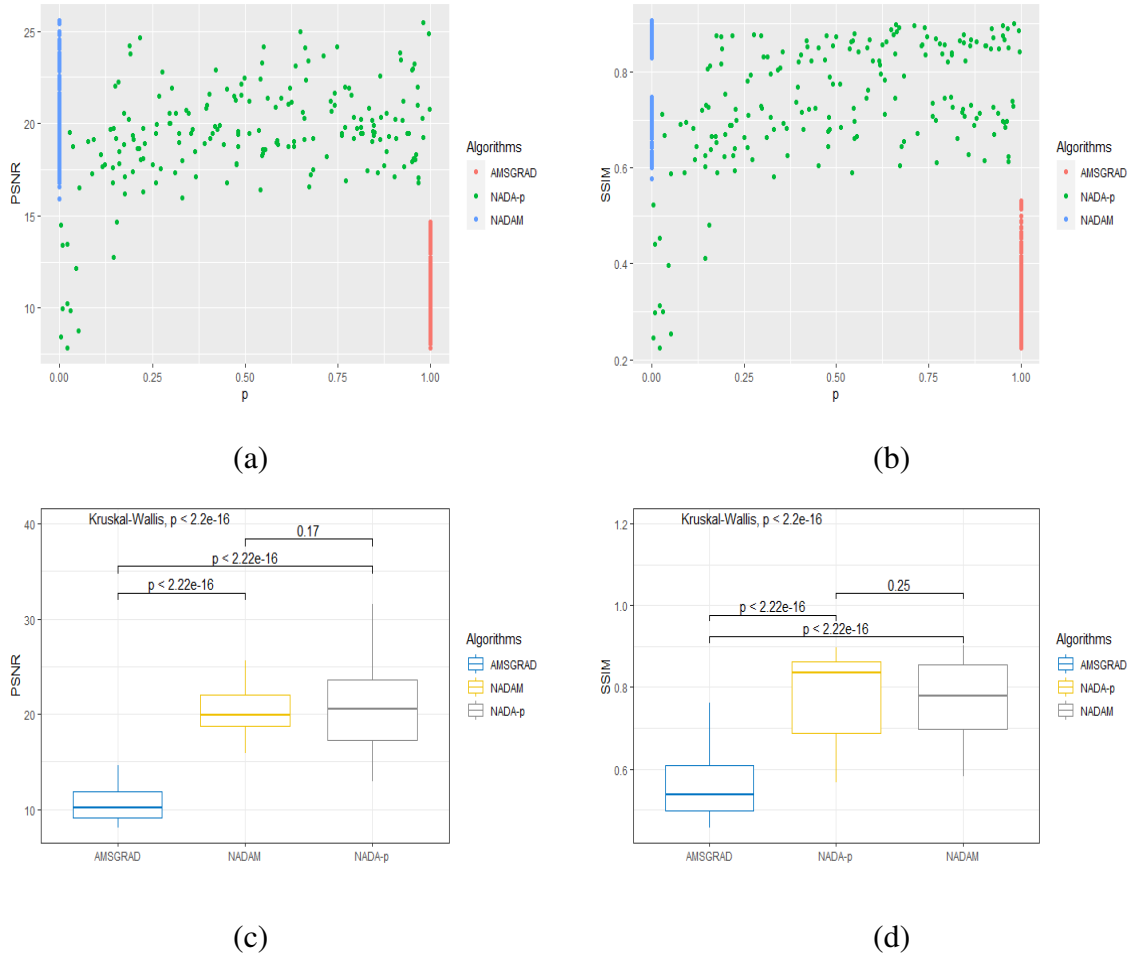 25
20
15
10
PSNR
0.00
0.25
0.50
0.75
1.00
p
Algorithms
AMSGRAD
NADA-p
NADAM
(a)
0.8
0.6
0.4
0.2
SSIM
0.00
0.25
0.50
0.75
1.00
p
Algorithms
AMSGRAD
NADA-p
NADAM
(b)
Kruskal-Wallis, p < 2.2e-16
0.17
p < 2.22e-16
p < 2.22e-16
40
30
20
10
PSNR
AMSGRAD
NADAM
NADA-p
Algorithms
AMSGRAD
NADAM
NADA-p
(c)
Kruskal-Wallis, p < 2.2e-16
0.25
p < 2.22e-16
p < 2.22e-16
1.2
1.0
0.8
0.6
SSIM
AMSGRAD
NADA-p
NADAM
Algorithms
AMSGRAD
NADA-p
NADAM
(d)